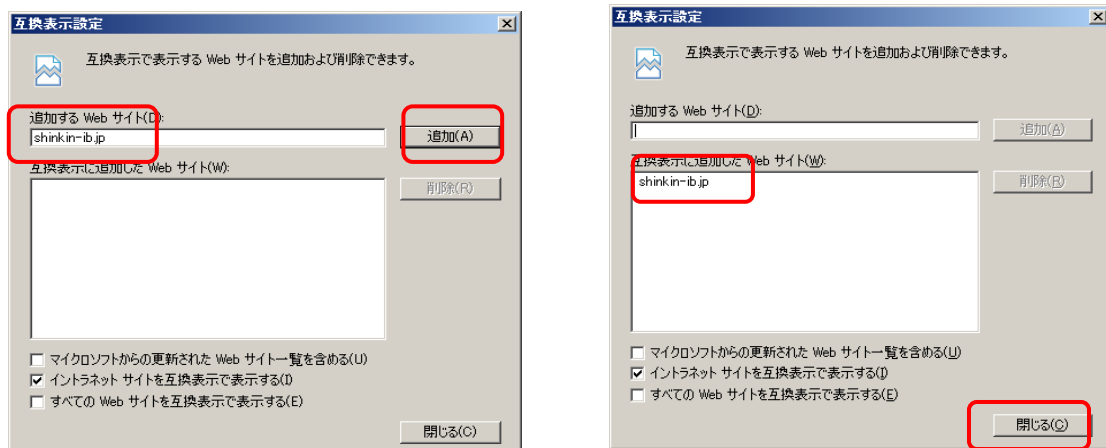 互換表示設定
互換表示で表示する Web サイトを追加および削除できます。
追加する Web サイト(D):
shinkin-ib.jp
追加(A)
互換表示に追加した Web サイト(W):
削除(R)
マイクロソフトからの更新された Web サイト一覧を含める(U)
イントラネット サイトを互換表示で表示する(I)
すべての Web サイトを互換表示で表示する(E)
閉じる(C)
互換表示設定
互換表示で表示する Web サイトを追加および削除できます。
追加する Web サイト(D):
追加(A)
互換表示に追加した Web サイト(W):
shinkin-ib.jp
削除(R)
マイクロソフトからの更新された Web サイト一覧を含める(U)
イントラネット サイトを互換表示で表示する(I)
すべての Web サイトを互換表示で表示する(E)
閉じる(C)